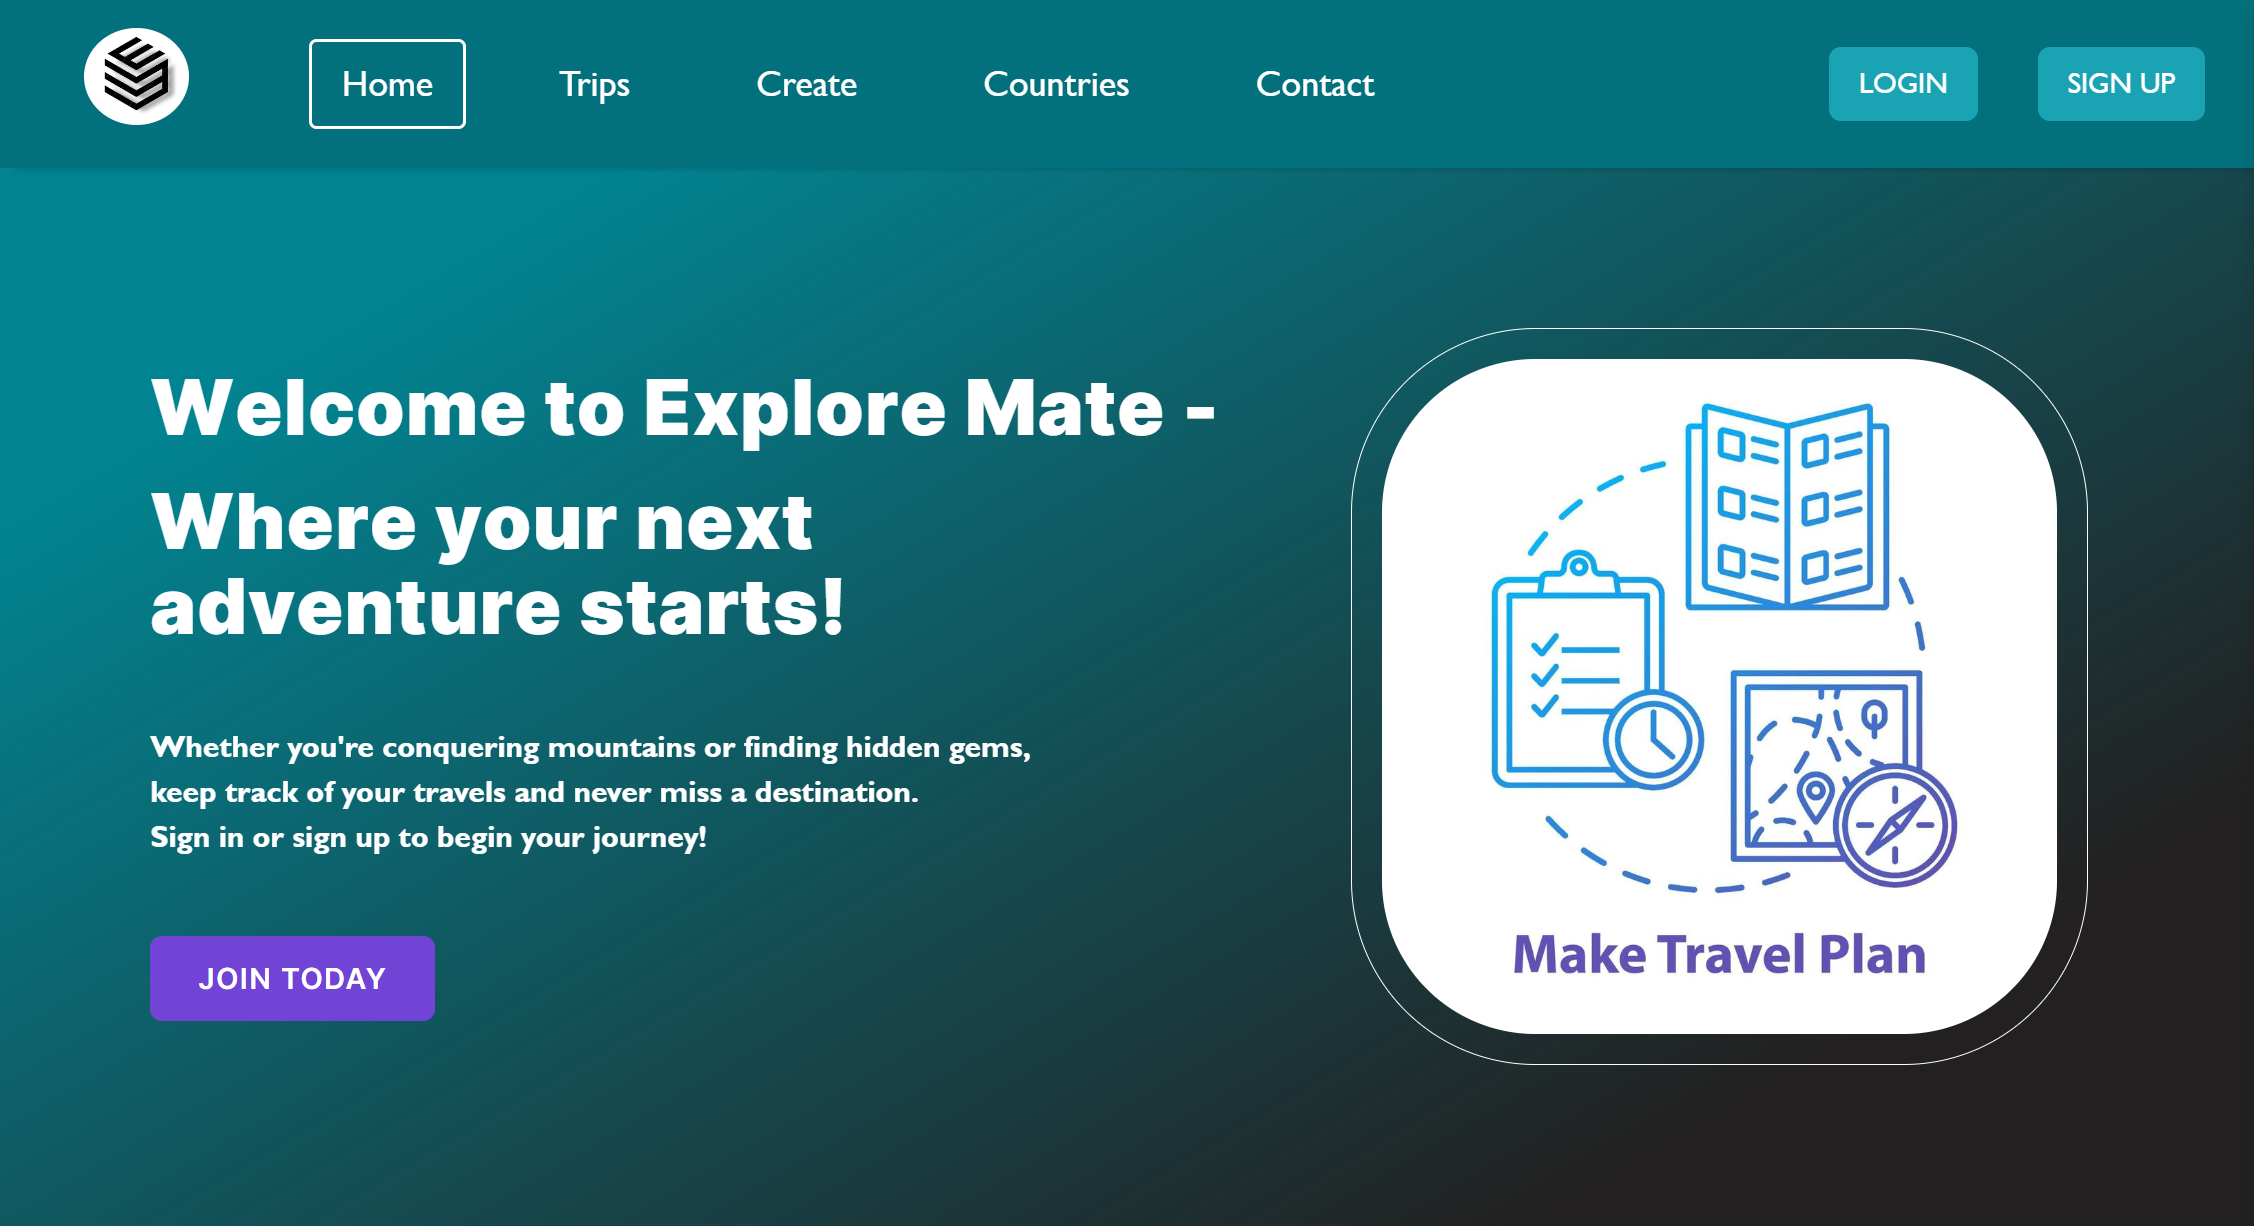 Home
Trips
Create
Countries
Contact
LOGIN
SIGN UP
Welcome to Explore Mate -
Where your next
adventure starts!
Whether you're conquering mountains or finding hidden gems,
keep track of your travels and never miss a destination.
Sign in or sign up to begin your journey!
JOIN TODAY
Make Travel Plan